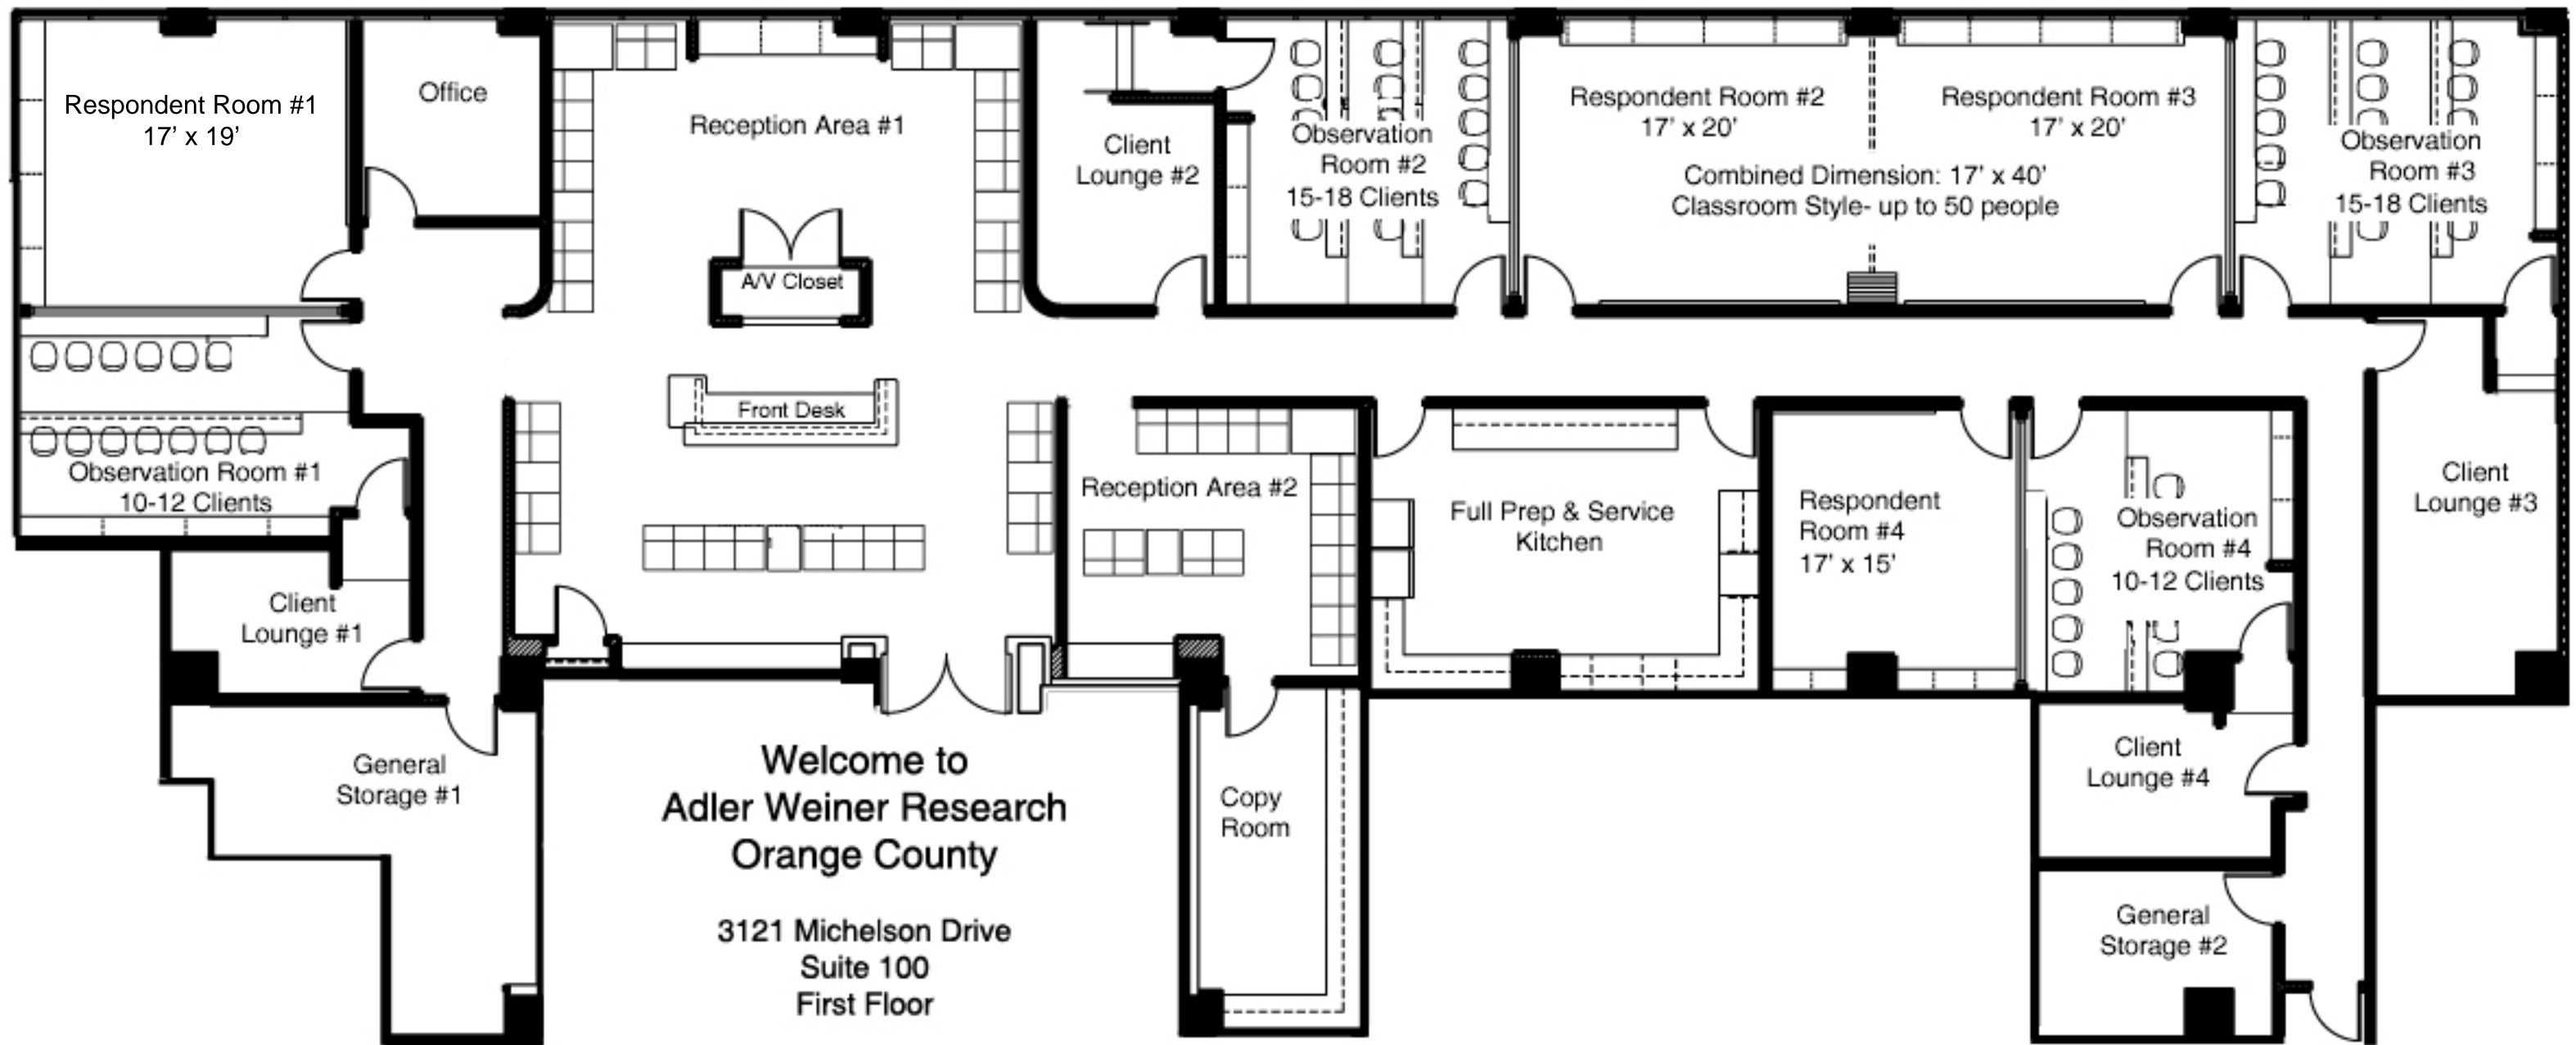 Respondent Room #1
17’ x 19’
Office
Reception Area #1
A/V Closet
Client
Lounge #2
Observation
Room #2
15-18 Clients
Respondent Room #2
17’ x 20’
Respondent Room #3
17’ x 20’
Combined Dimension: 17’ x 40’
Classroom Style- up to 50 people
Observation
Room #3
15-18 Clients
Observation Room #1
10-12 Clients
Client
Lounge #1
General
Storage #1
Front Desk
Reception Area #2
Full Prep & Service
Kitchen
Respondent
Room #4
17’ x 15’
Observation
Room #4
10-12 Clients
Client
Lounge #3
Client
Lounge #4
General
Storage #2
Copy
Room
Welcome to
Adler Weiner Research
Orange County
3121 Michelson Drive
Suite 100
First Floor